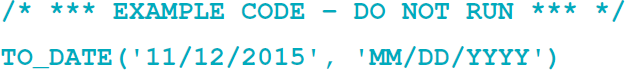 /* *** EXAMPLE CODE – DO NOT RUN *** */
TO_DATE('11/12/2015', 'MM/DD/YYYY')